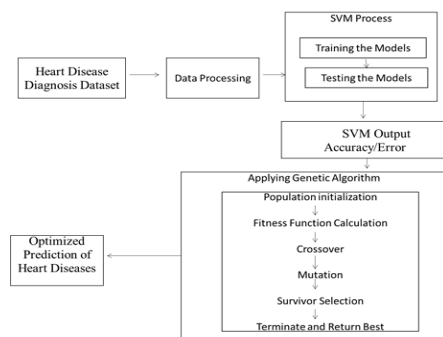 SVM Process
Training the Models
Testing the Models
Heart Disease
Diagnosis Dataset
Data Processing
SVM Output
Accuracy/Error
Applying Genetic Algorithm
Population initialization
Fitness Function Calculation
Crossover
Mutation
Survivor Selection
Terminate and Return Best
Optimized
Prediction of
Heart Diseases